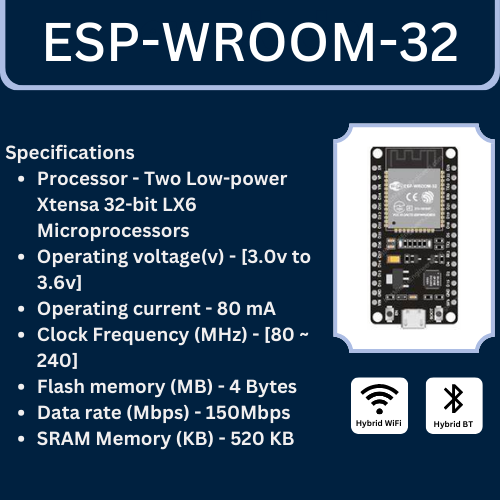 ESP-WROOM-32
Specifications
• Processor - Two Low-power
Xtensa 32-bit LX6
Microprocessors
• Operating voltage(v) - [3.0v to
3.6v]
• Operating current - 80 mA
• Clock Frequency (MHz) - [80 ~
240]
• Flash memory (MB) - 4 Bytes
• Data rate (Mbps) - 150Mbps
• SRAM Memory (KB) - 520 KB
ESP-WROOM-32
Hybrid WiFi
Hybrid BT